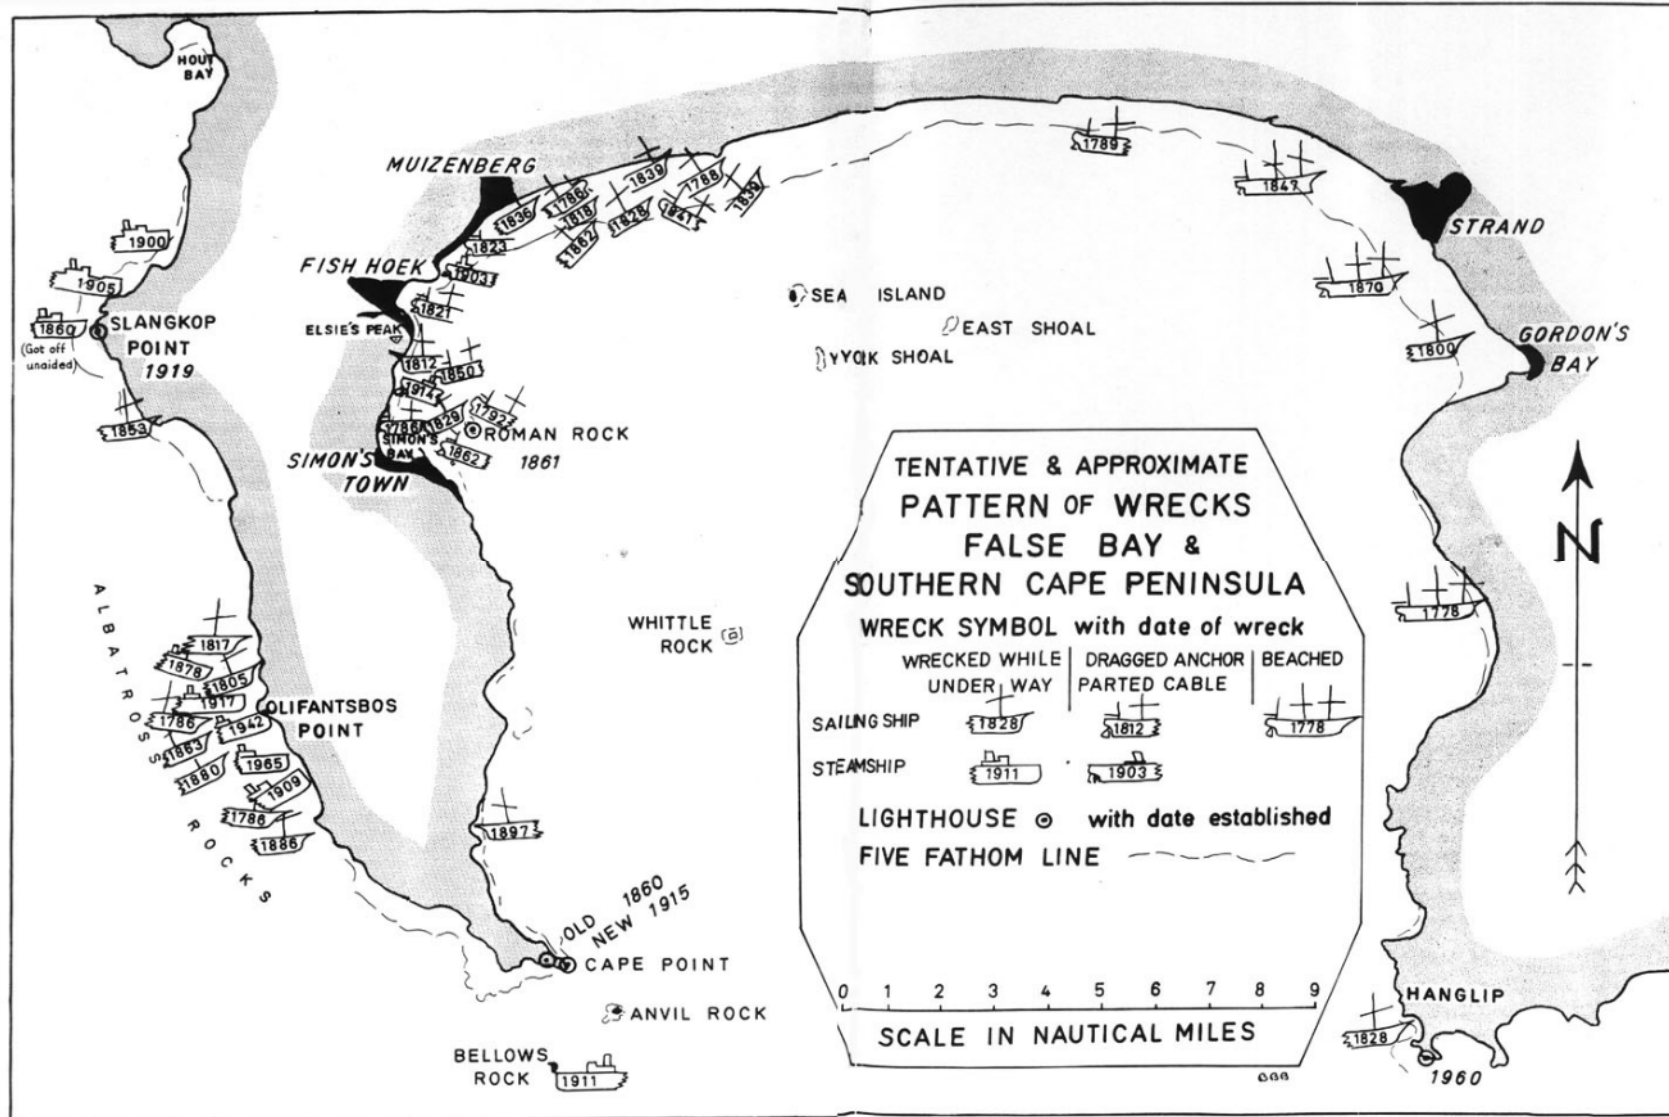 HOUT
BAY
MUIZENBERG
1836
1786
1818
1862
1839
1828
1788
1841
1839
1789
1847
STRAND
1900
1905
1860
(Got off
unaided)
SLANGKOP
POINT
1919
1853
FISH HOEK
1823
1903
1821
ELSIE'S PEAK
1812
1850
1914
1786
1829
1792
SIMON'S
BAY
1862
ROMAN ROCK
1861
SIMON'S
TOWN
SEA ISLAND
EAST SHOAL
YORK SHOAL
1870
1800
GORDON'S
BAY
TENTATIVE & APPROXIMATE
PATTERN OF WRECKS
FALSE BAY &
SOUTHERN CAPE PENINSULA
WRECK SYMBOL with date of wreck
WRECKED WHILE
UNDER WAY
DRAGGED ANCHOR
PARTED CABLE
BEACHED
SAILING SHIP
1828
1812
1778
STEAMSHIP
1911
1903
LIGHTHOUSE with date established
FIVE FATHOM LINE
0 1 2 3 4 5 6 7 8 9
SCALE IN NAUTICAL MILES
N
1778
WHITTLE
ROCK
ALBATROSS ROCKS
1817
1878
1805
1917
1786
1942
1863
1880
1965
1909
1786
1886
OLIFANTSBOS
POINT
1897
OLD 1860
NEW 1915
CAPE POINT
ANVIL ROCK
BELLOWS
ROCK
1911
HANGLIP
1828
1960